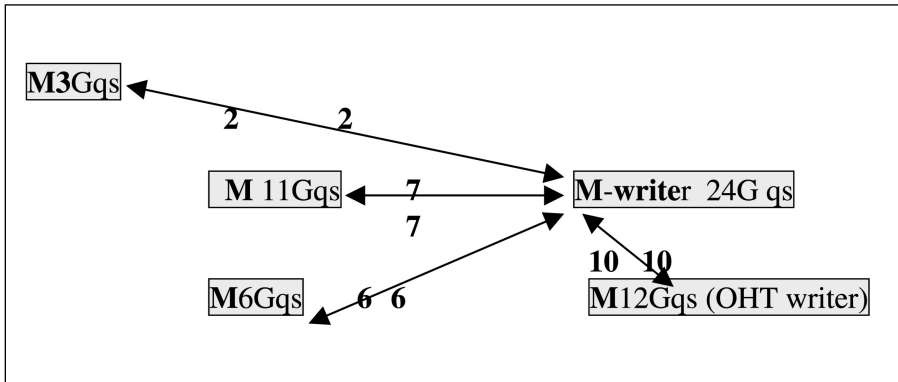 M3Gqs
2 2
M 11Gqs 7 M-writer 24G qs
7
10 10
M6Gqs 6 6 M12Gqs (OHT writer)